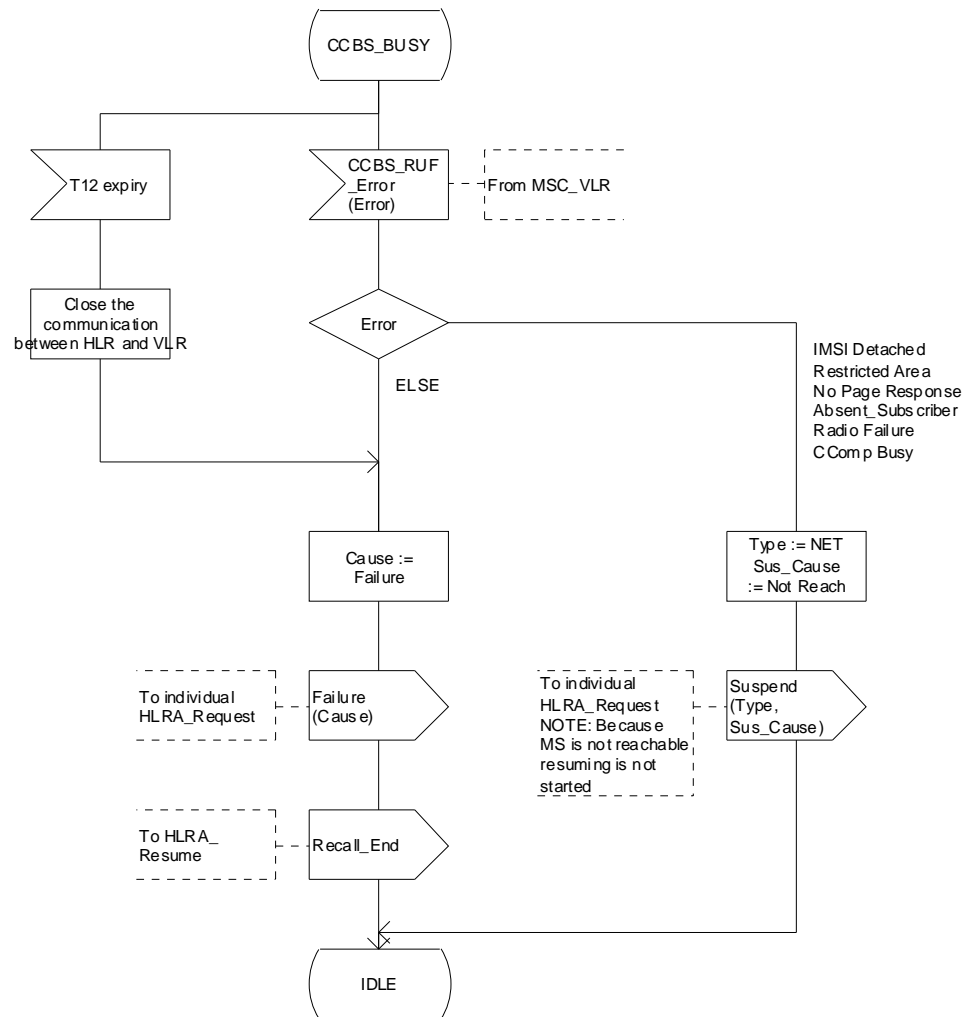 CCBS_BUSY
T12 expiry
CCBS_RUF
_Error
(Error)
From MSC_VLR
Close the
communication
between HLR and VLR
Error
ELSE
IMSI Detached
Restricted Area
No Page Response
Absent_Subscriber
Radio Failure
CComp Busy
Cause :=
Failure
Type := NET
Sus_Cause
:= Not Reach
To individual
HLRA_Request
Failure
(Cause)
To individual
HLRA_Request
NOTE: Because
MS is not reachable
resuming is not
started
Suspend
(Type,
Sus_Cause)
To HLRA_
Resume
Recall_End
IDLE